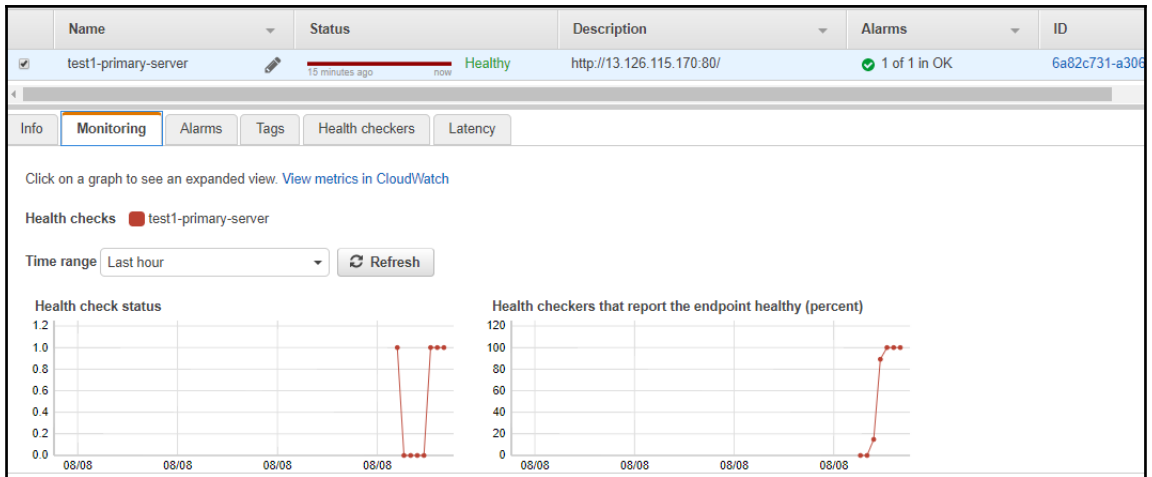 Name Status Description Alarms ID
test1-primary-server 15 minutes ago now Healthy http://13.126.115.170:80/ 1 of 1 in OK 6a82c731-a306
Info Monitoring Alarms Tags Health checkers Latency
Click on a graph to see an expanded view. View metrics in CloudWatch
Health checks test1-primary-server
Time range Last hour Refresh
Health check status
1.2
1.0
0.8
0.6
0.4
0.2
0.0
08/08 08/08 08/08 08/08
Health checkers that report the endpoint healthy (percent)
120
100
80
60
40
20
0
08/08 08/08 08/08 08/08